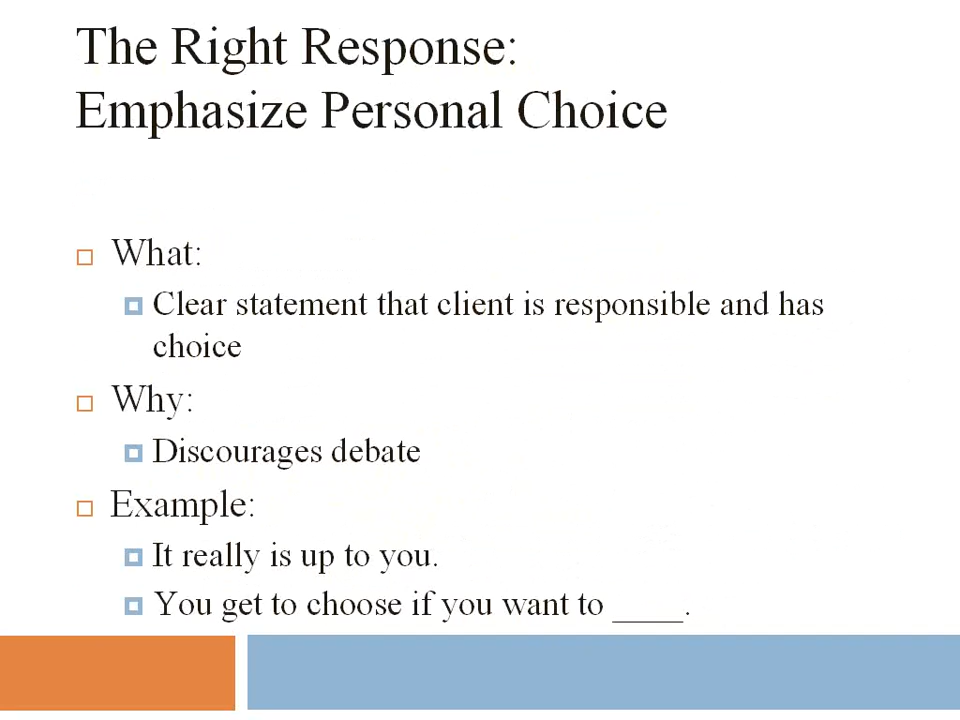 The Right Response:
Emphasize Personal Choice
What:
Clear statement that client is responsible and has
choice
Why:
Discourages debate
Example:
It really is up to you.
You get to choose if you want to ____.